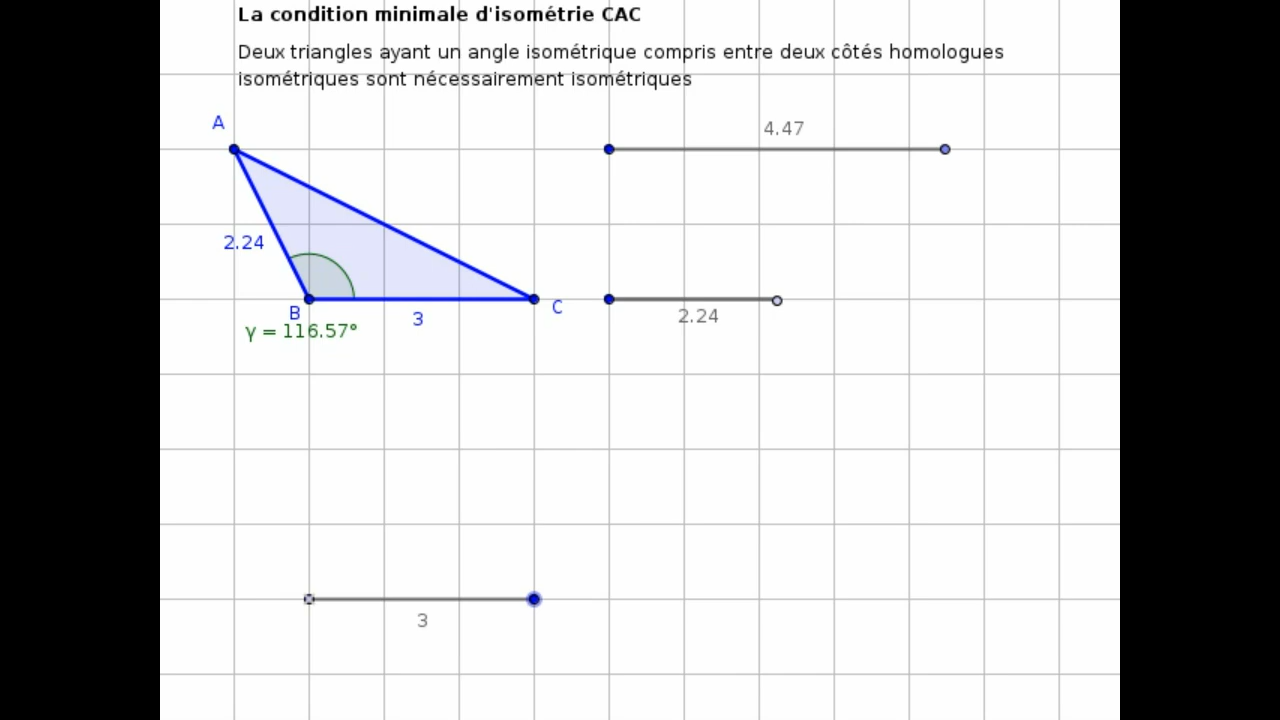 La condition minimale d'isométrie CAC
Deux triangles ayant un angle isométrique compris entre deux côtés homologues
isométriques sont nécessairement isométriques
A
4.47
2.24
B
C
3
2.24
γ = 116.57°
3